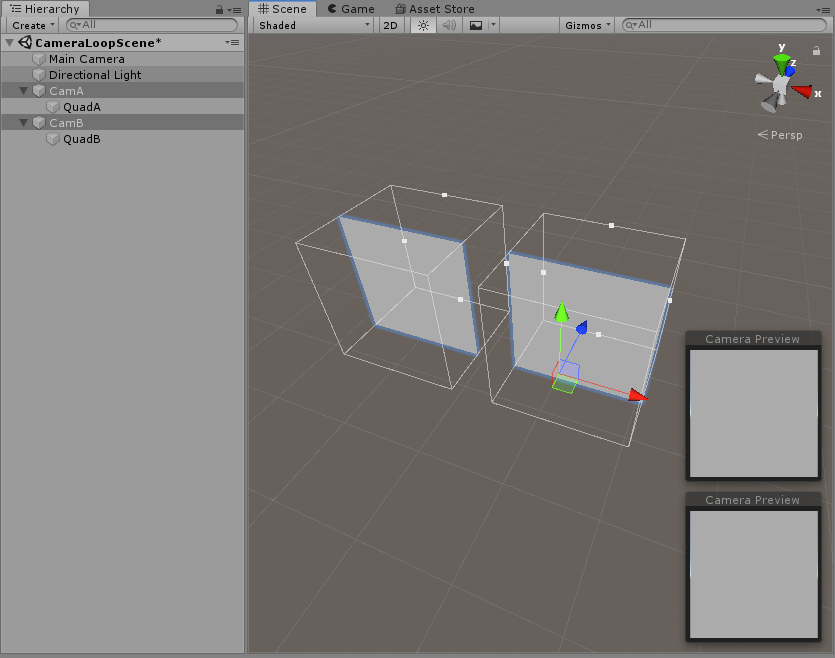 Hierarchy
Create All
CameraLoopScene*
Main Camera
Directional Light
CamA
QuadA
CamB
QuadB
Scene Game Asset Store
Shaded 2D Gizmos All
y
z
x
Persp
Camera Preview
Camera Preview